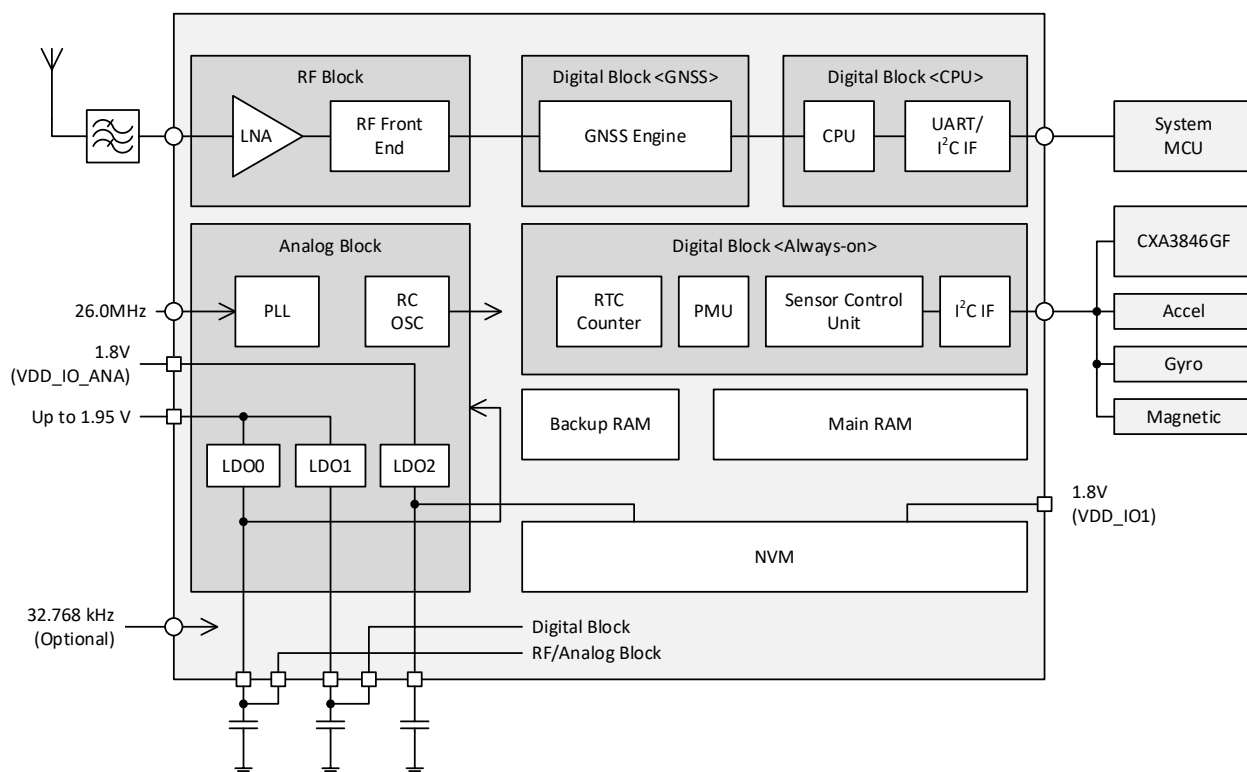 RF Block
LNA
RF Front
End
Digital Block <GNSS>
GNSS Engine
Digital Block <CPU>
CPU
UART/
I²C IF
System
MCU
Analog Block
PLL
RC
OSC
26.0MHz
1.8V
(VDD_IO_ANA)
Up to 1.95 V
LDO0
LDO1
LDO2
Digital Block <Always-on>
RTC
Counter
PMU
Sensor Control
Unit
I²C IF
CXA3846GF
Accel
Gyro
Magnetic
Backup RAM
Main RAM
1.8V
(VDD_IO1)
NVM
32.768 kHz
(Optional)
Digital Block
RF/Analog Block